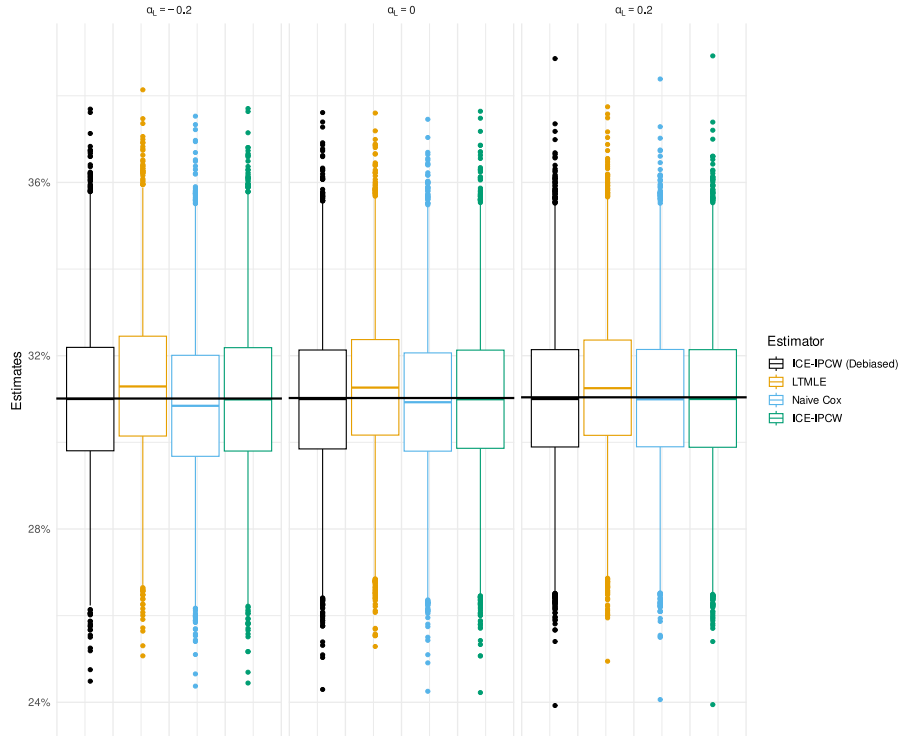 α_L = −0.2
α_L = 0
α_L = 0.2
36%
32%
28%
24%
Estimates
Estimator
ICE-IPCW (Debiased)
LTMLE
Naive Cox
ICE-IPCW